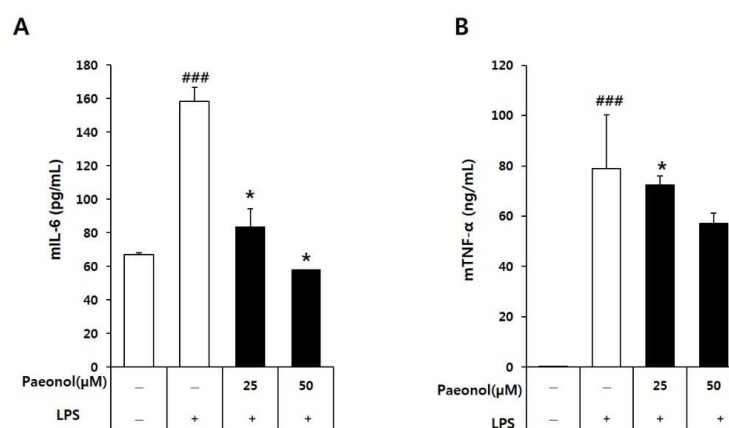 A
mIL-6 (pg/mL)
180
160
140
120
100
80
60
40
20
0
###
*
*
Paeonol(μM) — — 25 50
LPS — + + +
B
mTNF-α (ng/mL)
120
100
80
60
40
20
0
###
*
Paeonol(μM) — — 25 50
LPS — + + +